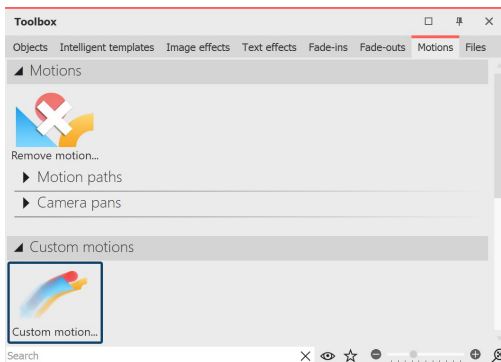 Toolbox
Objects Intelligent templates Image effects Text effects Fade-ins Fade-outs Motions Files
Motions
Remove motion...
Motion paths
Camera pans
Custom motions
Custom motion...
Search